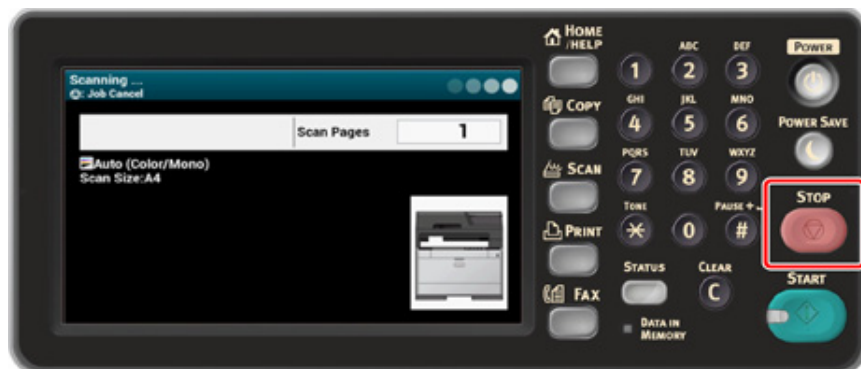 Scanning ...
: Job Cancel
Scan Pages 1
Auto (Color/Mono)
Scan Size:A4
HOME
/HELP
COPY
SCAN
PRINT
FAX
ABC DEF
1 2 3
GHI JKL MNO
4 5 6
PQRS TUV WXYZ
7 8 9
TONE PAUSE + -
* 0 #
STATUS CLEAR
C
DATA IN
MEMORY
POWER
POWER SAVE
STOP
START